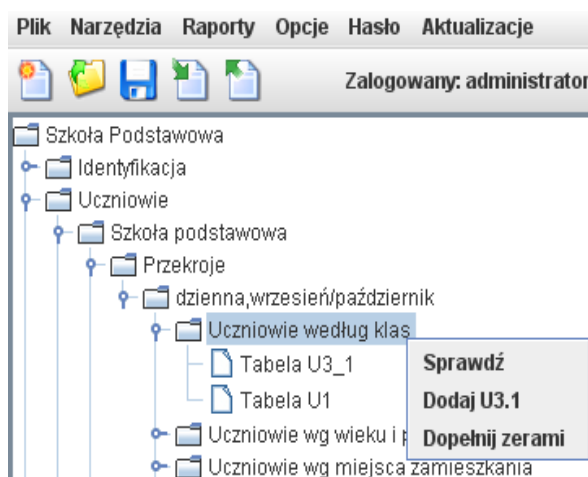 Plik Narzędzia Raporty Opcje Hasło Aktualizacje
Zalogowany: administrator
Szkoła Podstawowa
Identyfikacja
Uczniowie
Szkoła podstawowa
Przekroje
dzienna,wrzesień/październik
Uczniowie według klas
Tabela U3_1
Sprawdź
Tabela U1
Dodaj U3.1
Uczniowie wg wieku i
Dopełnij zerami
Uczniowie wg miejsca zamieszkania